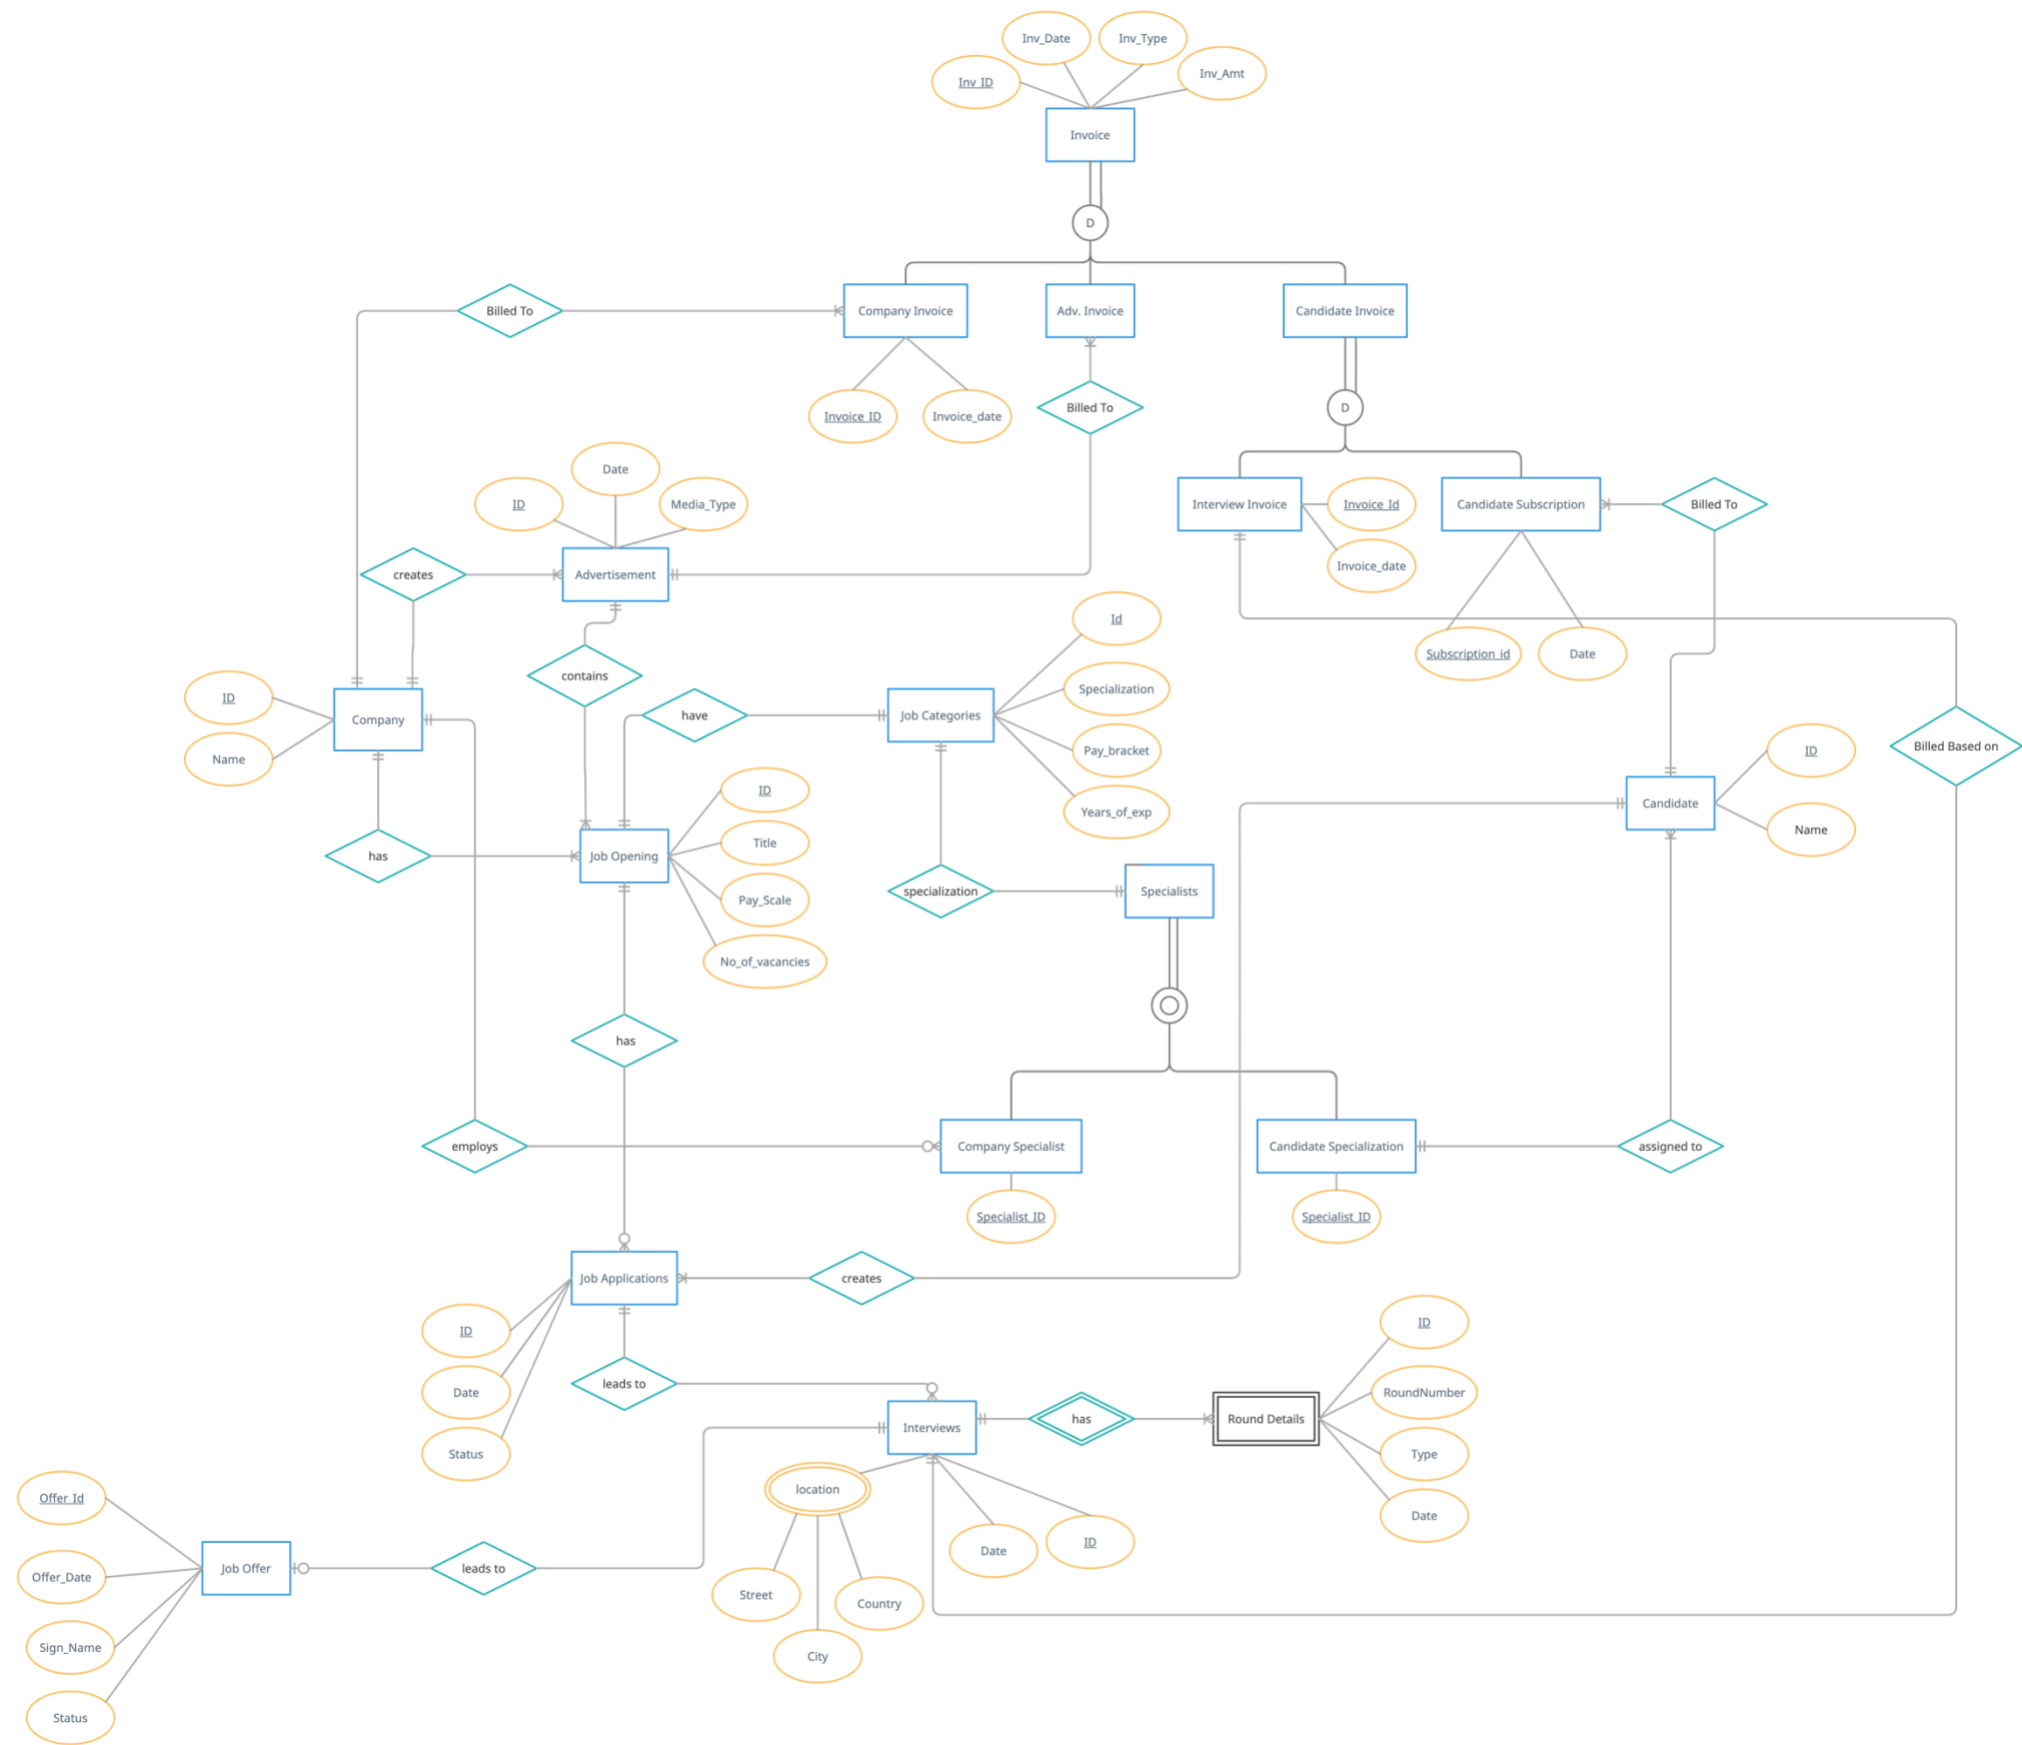 Inv_Date
Inv_Type
Inv_Amt
Inv_ID
Invoice
D
Billed To
Company Invoice
Adv. Invoice
Candidate Invoice
Invoice_ID
Invoice_date
Billed To
D
Date
ID
Media_Type
Interview Invoice
Invoice_Id
Candidate Subscription
Billed To
Invoice_date
creates
Advertisement
Id
Subscription_id
Date
contains
Specialization
ID
Company
have
Job Categories
Name
Pay_bracket
ID
Billed Based on
ID
Years_of_exp
Candidate
Name
Title
has
Job Opening
Pay_Scale
specialization
Specialists
No_of_vacancies
has
employs
Company Specialist
Candidate Specialization
assigned to
Specialist_ID
Specialist_ID
Job Applications
creates
ID
ID
Date
leads to
RoundNumber
Interviews
has
Round Details
Status
Type
location
Offer_Id
Date
ID
Date
Job Offer
leads to
Offer_Date
Street
Country
Sign_Name
City
Status